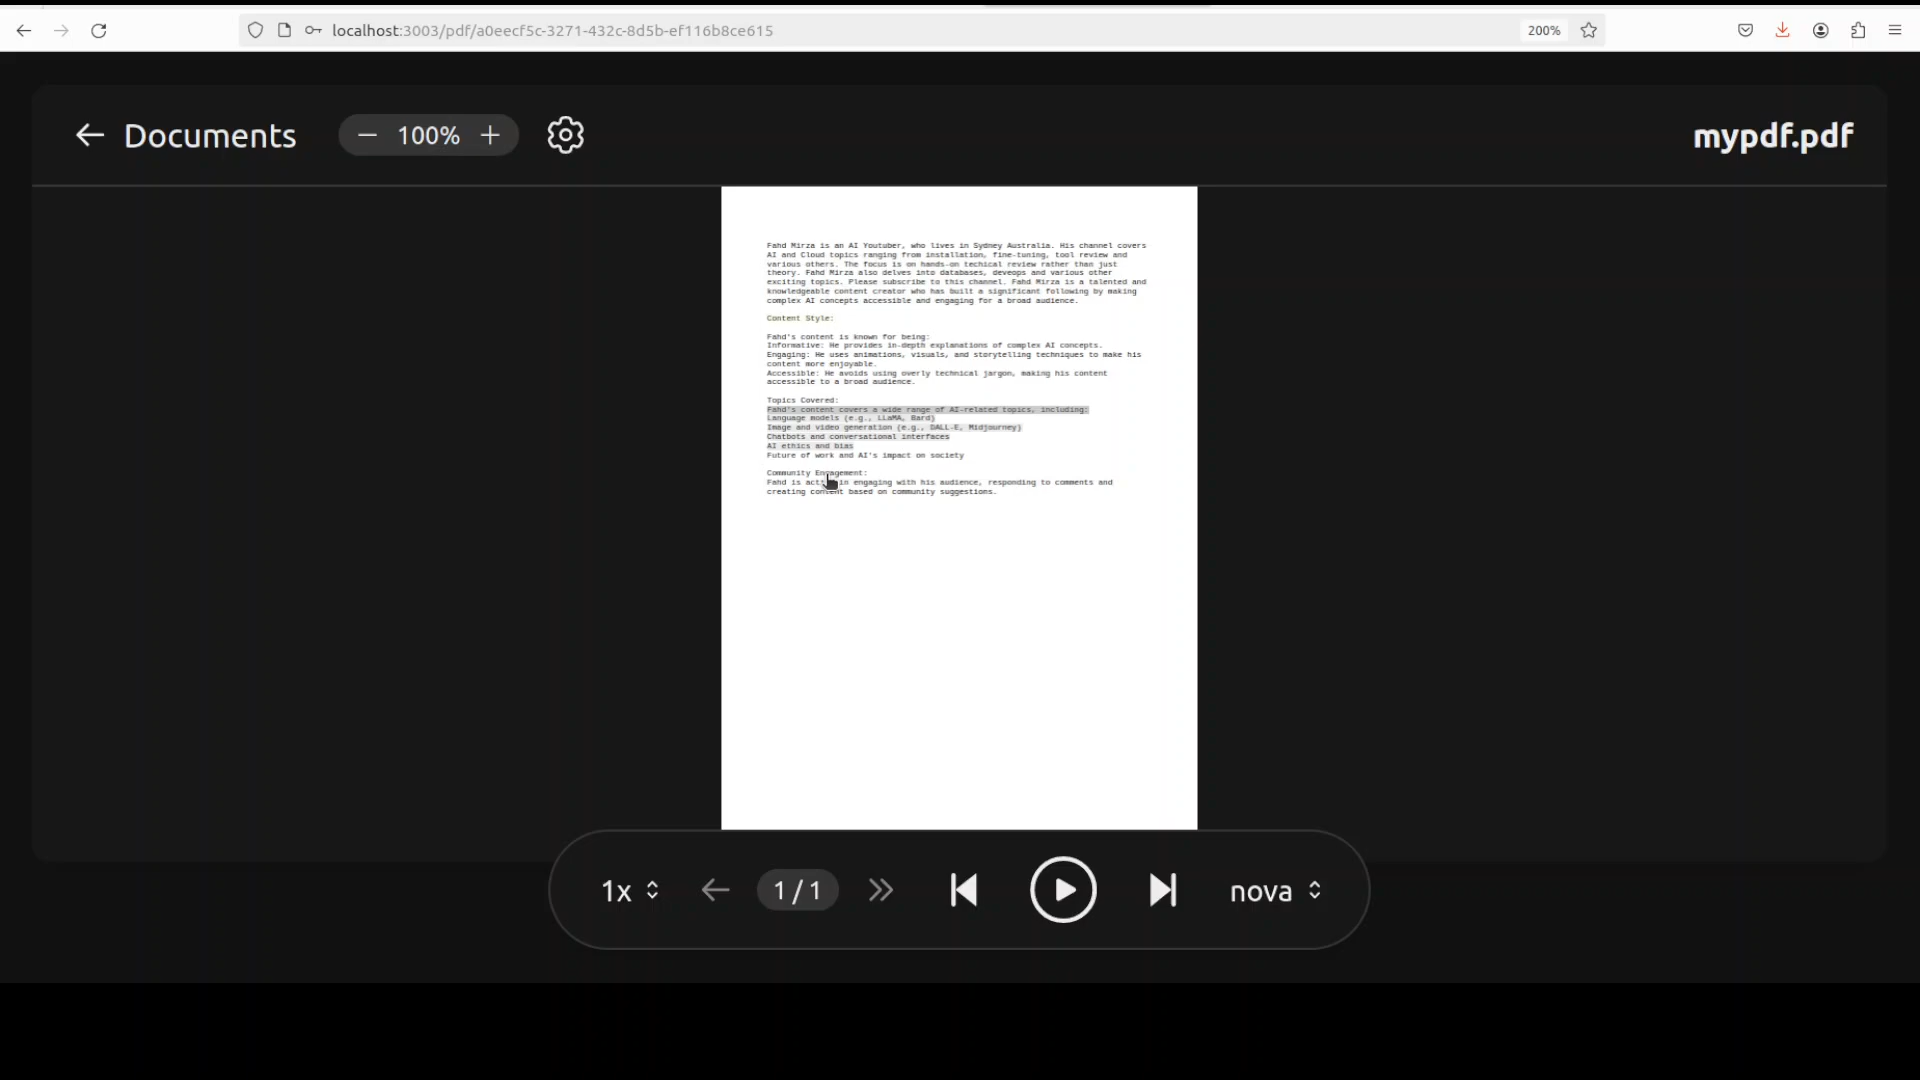 localhost:3003/pdf/a0eecf5c-3271-432c-8d5b-ef116b8ce615
200%
Documents
100%
mypdf.pdf
Fahd Mirza is an AI Youtuber, who lives in Sydney Australia. His channel covers
AI and Cloud topics ranging from installation, fine-tuning, tool review and
various others. The focus is on hands-on techical review rather than just
theory. Fahd Mirza also delves into databases, deveops and various other
exciting topics. Please subscribe to this channel. Fahd Mirza is a talented and
knowledgeable content creator who has built a significant following by making
complex AI concepts accessible and engaging for a broad audience.
Content Style:
Fahd's content is known for being:
Informative: He provides in-depth explanations of complex AI concepts.
Engaging: He uses animations, visuals, and storytelling techniques to make his
content more enjoyable.
Accessible: He avoids using overly technical jargon, making his content
accessible to a broad audience.
Topics Covered:
Fahd's content covers a wide range of AI-related topics, including:
Language models (e.g., LLaMA, Bard)
Image and video generation (e.g., DALL-E, Midjourney)
Chatbots and conversational interfaces
AI ethics and bias
Future of work and AI's impact on society
Community Engagement:
Fahd is active in engaging with his audience, responding to comments and
creating content based on community suggestions.
1x
1 / 1
nova